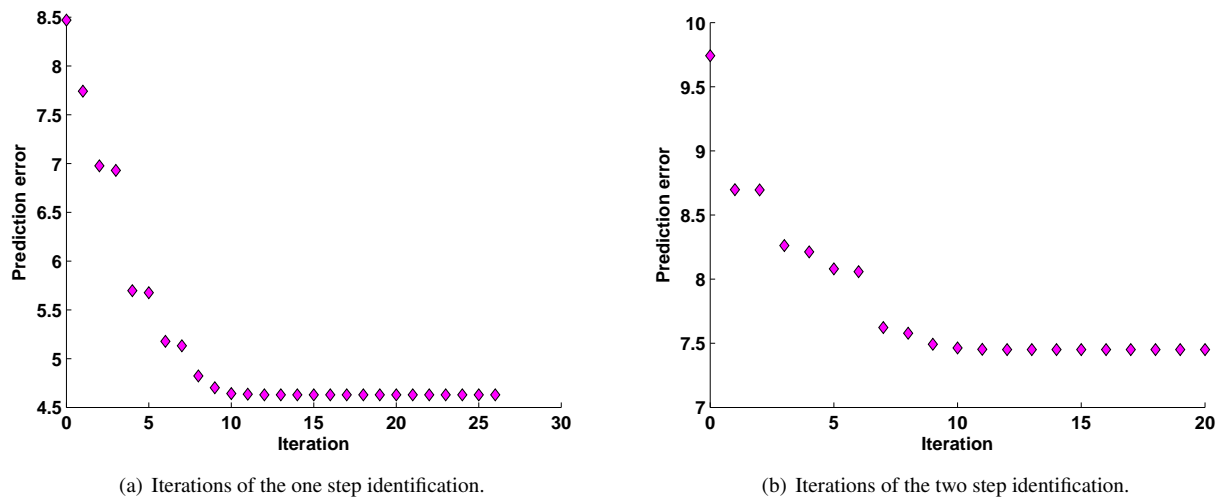 8.5
8
7.5
7
6.5
6
5.5
5
4.5
Prediction error
0 5 10 15 20 25 30
Iteration
(a) Iterations of the one step identification.
10
9.5
9
8.5
8
7.5
7
Prediction error
0 5 10 15 20
Iteration
(b) Iterations of the two step identification.